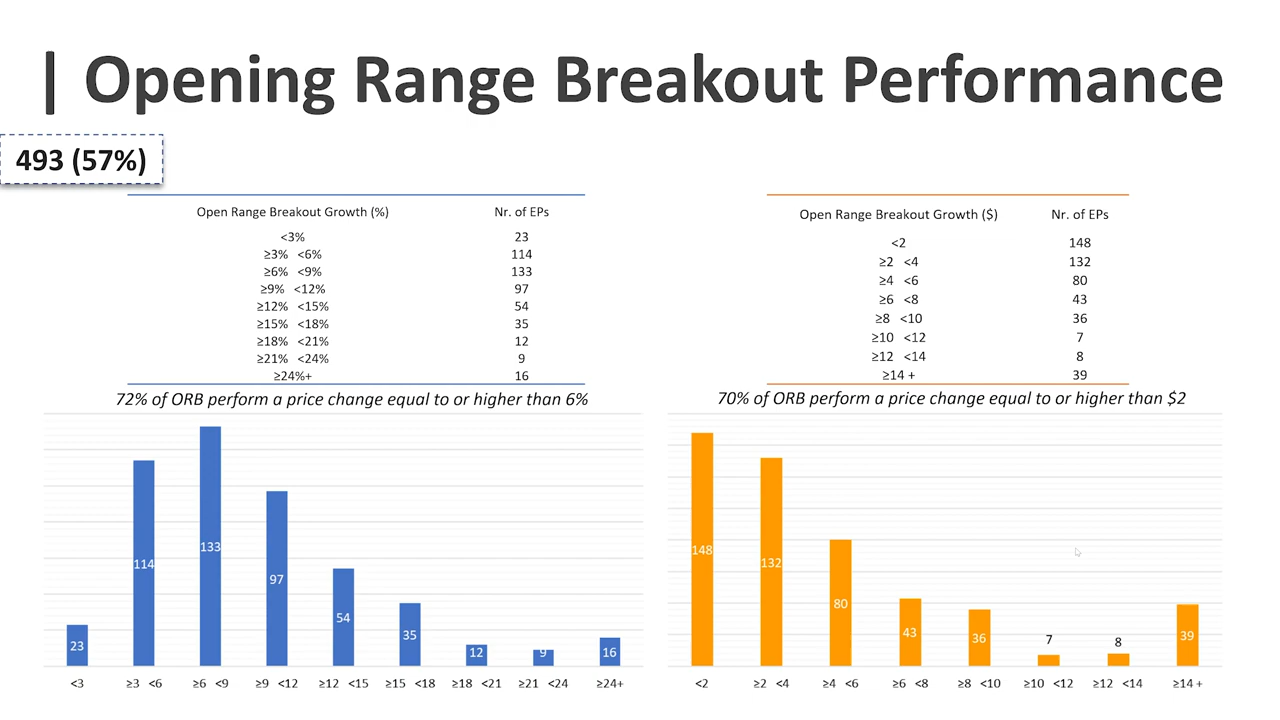 | Opening Range Breakout Performance
493 (57%)
Open Range Breakout Growth (%) Nr. of EPs
<3% 23
≥3% <6% 114
≥6% <9% 133
≥9% <12% 97
≥12% <15% 54
≥15% <18% 35
≥18% <21% 12
≥21% <24% 9
≥24%+ 16
72% of ORB perform a price change equal to or higher than 6%
23 114 133 97 54 35 12 9 16
<3 ≥3 <6 ≥6 <9 ≥9 <12 ≥12 <15 ≥15 <18 ≥18 <21 ≥21 <24 ≥24+
Open Range Breakout Growth ($) Nr. of EPs
<2 148
≥2 <4 132
≥4 <6 80
≥6 <8 43
≥8 <10 36
≥10 <12 7
≥12 <14 8
≥14 + 39
70% of ORB perform a price change equal to or higher than $2
148 132 80 43 36 7 8 39
<2 ≥2 <4 ≥4 <6 ≥6 <8 ≥8 <10 ≥10 <12 ≥12 <14 ≥14 +